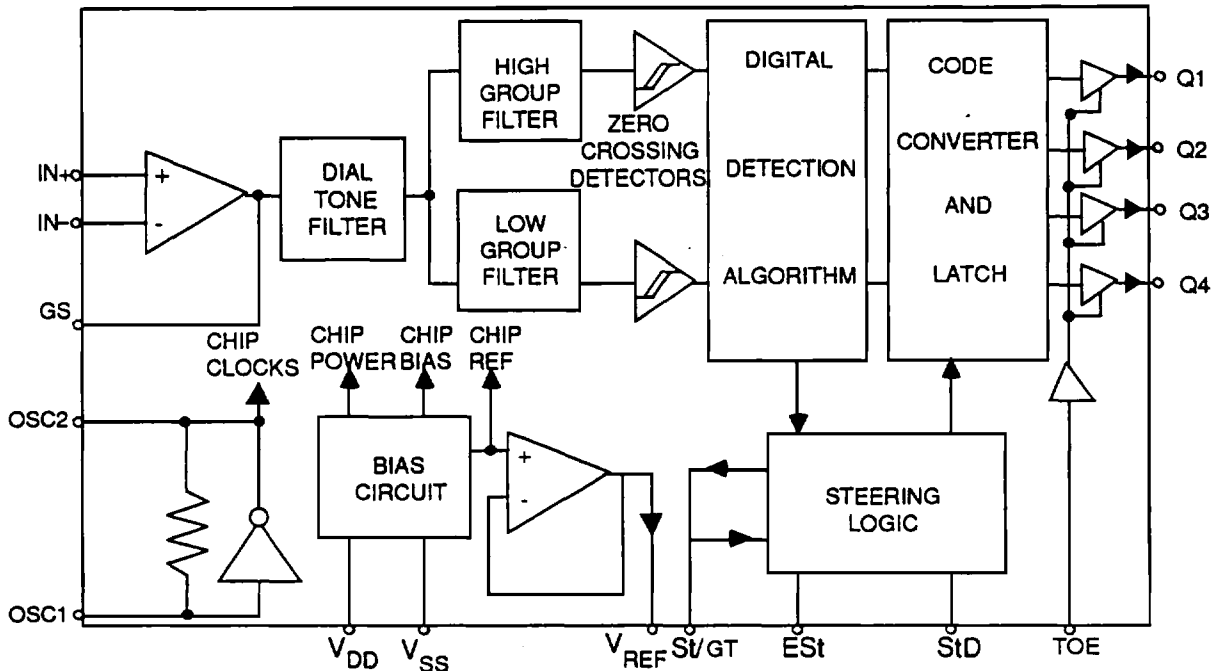 HIGH
GROUP
FILTER
DIGITAL
CODE
Q1
ZERO
CROSSING
DETECTORS
DETECTION
CONVERTER
Q2
IN+
+
-
IN-
DIAL
TONE
FILTER
LOW
GROUP
FILTER
AND
Q3
ALGORITHM
LATCH
Q4
GS
CHIP
CLOCKS
CHIP
POWER
CHIP
BIAS
CHIP
REF
OSC2
BIAS
CIRCUIT
+
-
STEERING
LOGIC
OSC1
VDD
VSS
VREF
St/GT
ESt
StD
TOE